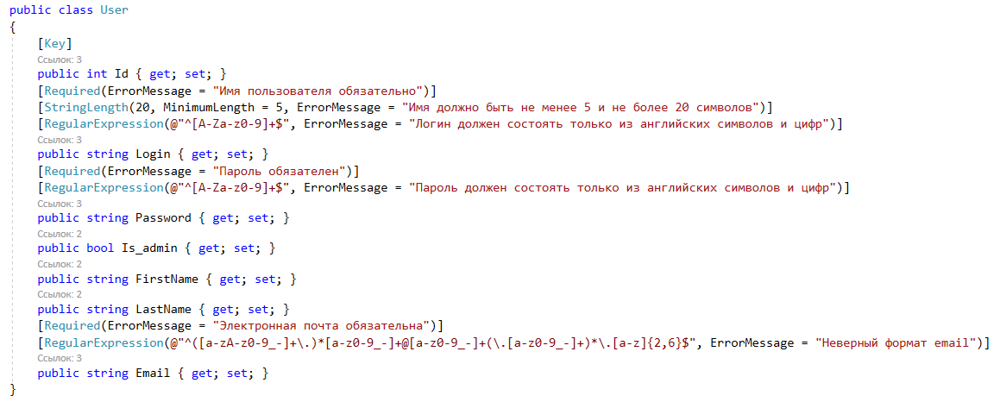 public class User
{
[Key]
Ссылок: 3
public int Id { get; set; }
[Required(ErrorMessage = "Имя пользователя обязательно")]
[StringLength(20, MinimumLength = 5, ErrorMessage = "Имя должно быть не менее 5 и не более 20 символов")]
[RegularExpression(@"^[A-Za-z0-9]+$", ErrorMessage = "Логин должен состоять только из английских символов и цифр")]
Ссылок: 3
public string Login { get; set; }
[Required(ErrorMessage = "Пароль обязателен")]
[RegularExpression(@"^[A-Za-z0-9]+$", ErrorMessage = "Пароль должен состоять только из английских символов и цифр")]
Ссылок: 3
public string Password { get; set; }
Ссылок: 2
public bool Is_admin { get; set; }
Ссылок: 2
public string FirstName { get; set; }
Ссылок: 2
public string LastName { get; set; }
[Required(ErrorMessage = "Электронная почта обязательна")]
[RegularExpression(@"^([a-zA-z0-9_-]+\.)*[a-z0-9_-]+@[a-z0-9_-]+(\.[a-z0-9_-]+)*\.[a-z]{2,6}$", ErrorMessage = "Неверный формат email")]
Ссылок: 3
public string Email { get; set; }
}